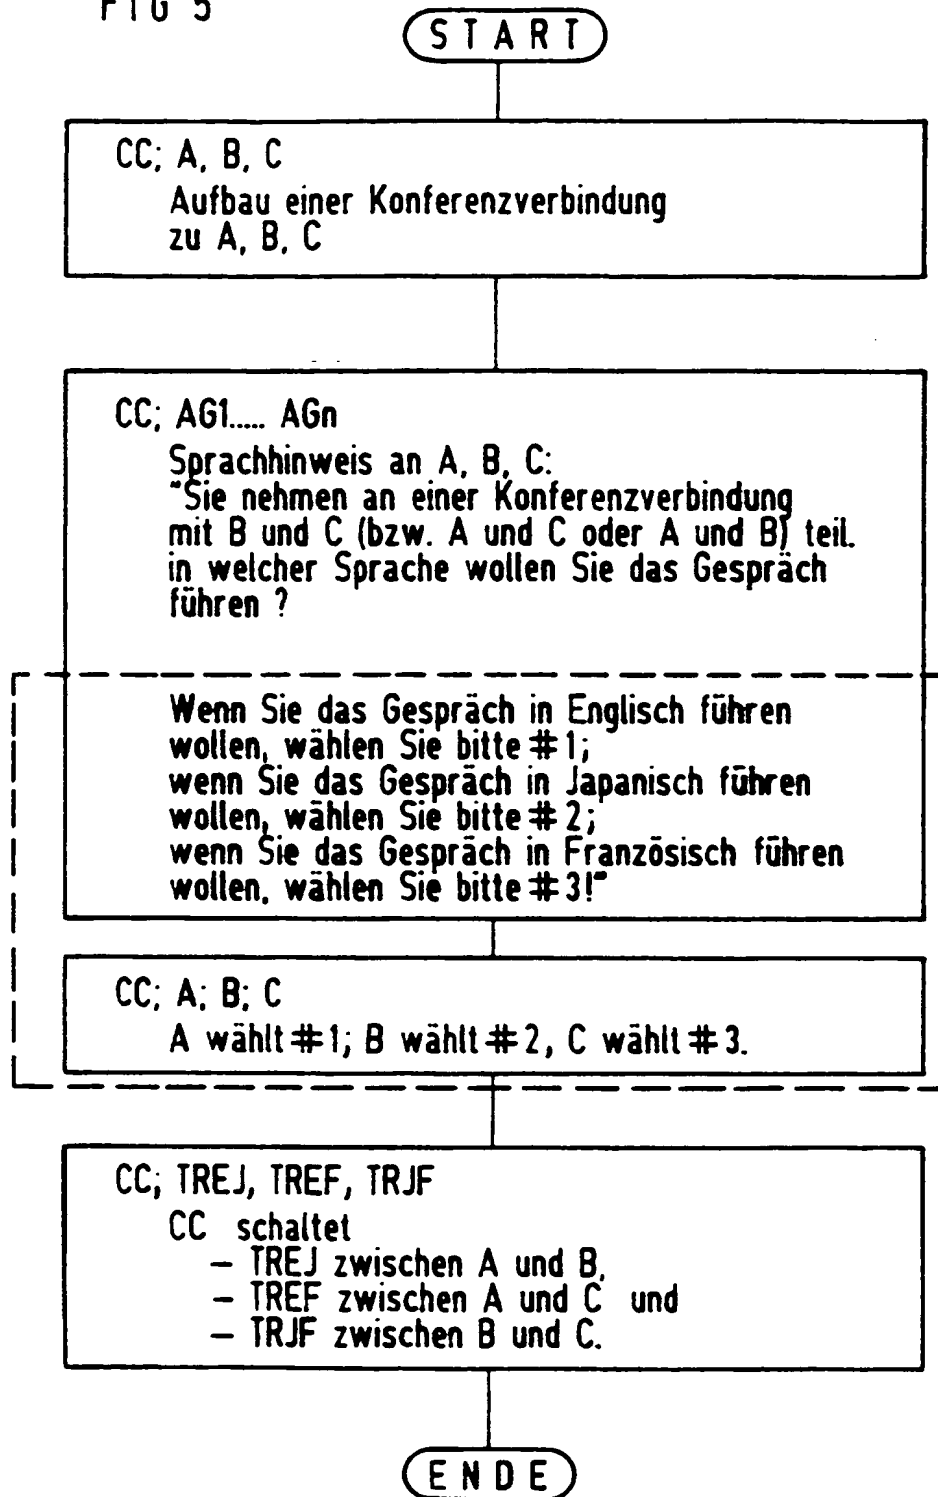 FIG 5
START
CC; A, B, C
Aufbau einer Konferenzverbindung
zu A, B, C
CC; AG1..... AGn
Sprachhinweis an A, B, C:
"Sie nehmen an einer Konferenzverbindung
mit B und C (bzw. A und C oder A und B) teil.
in welcher Sprache wollen Sie das Gespräch
führen ?
Wenn Sie das Gespräch in Englisch führen
wollen, wählen Sie bitte #1;
wenn Sie das Gespräch in Japanisch führen
wollen, wählen Sie bitte #2;
wenn Sie das Gespräch in Französisch führen
wollen, wählen Sie bitte #3!"
CC; A; B; C
A wählt #1; B wählt #2, C wählt #3.
CC; TREJ, TREF, TRJF
CC schaltet
– TREJ zwischen A und B,
– TREF zwischen A und C und
– TRJF zwischen B und C.
ENDE